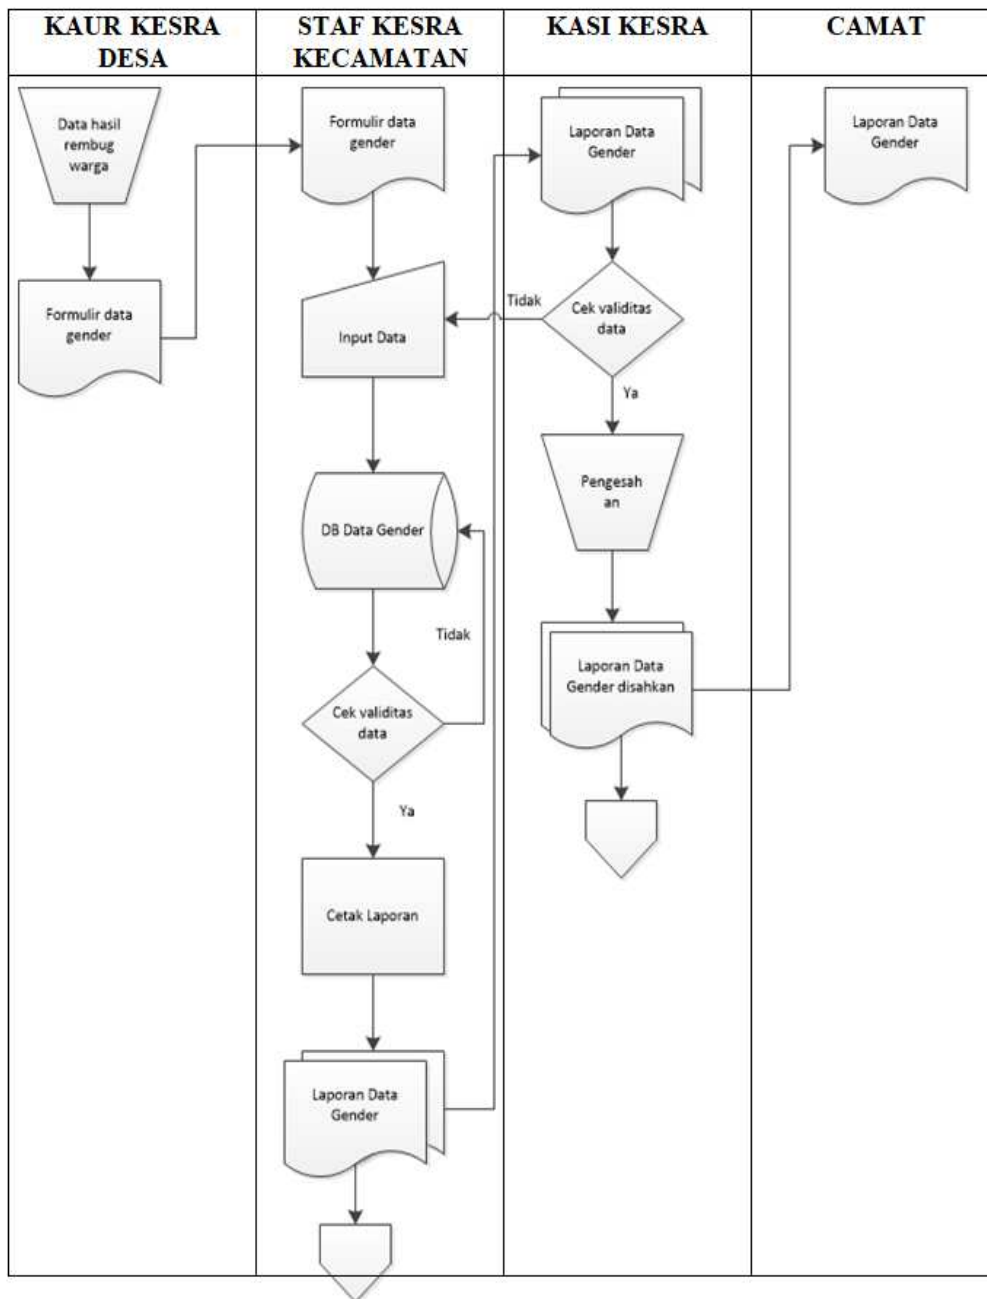 KAUR KESRA
DESA
STAF KESRA
KECAMATAN
KASI KESRA
CAMAT
Data hasil
rembug
warga
Formulir data
gender
Formulir data
gender
Input Data
DB Data Gender
Tidak
Cek validitas
data
Ya
Cetak Laporan
Laporan Data
Gender
Laporan Data
Gender
Tidak
Cek validitas
data
Ya
Pengesah
an
Laporan Data
Gender disahkan
Laporan Data
Gender